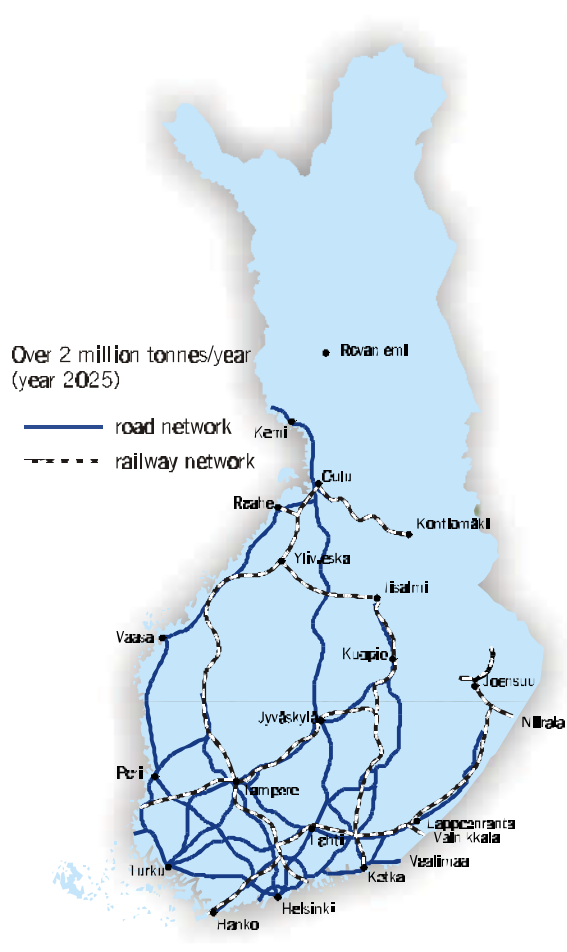 Over 2 million tonnes/year
(year 2025)
road network
railway network
Rovaniemi
Kemi
Oulu
Raahe
Kontiomäki
Ylivieska
Iisalmi
Vaasa
Kuopio
Joensuu
Jyväskylä
Niirala
Pori
Tampere
Lappeenranta
Vainikkala
Lahti
Vaalimaa
Turku
Kotka
Helsinki
Hanko